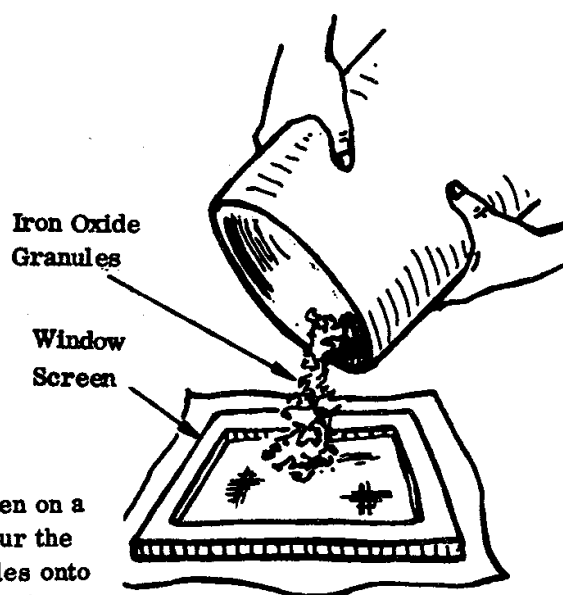 Iron Oxide
Granules
Window
Screen
en on a
ur the
les onto